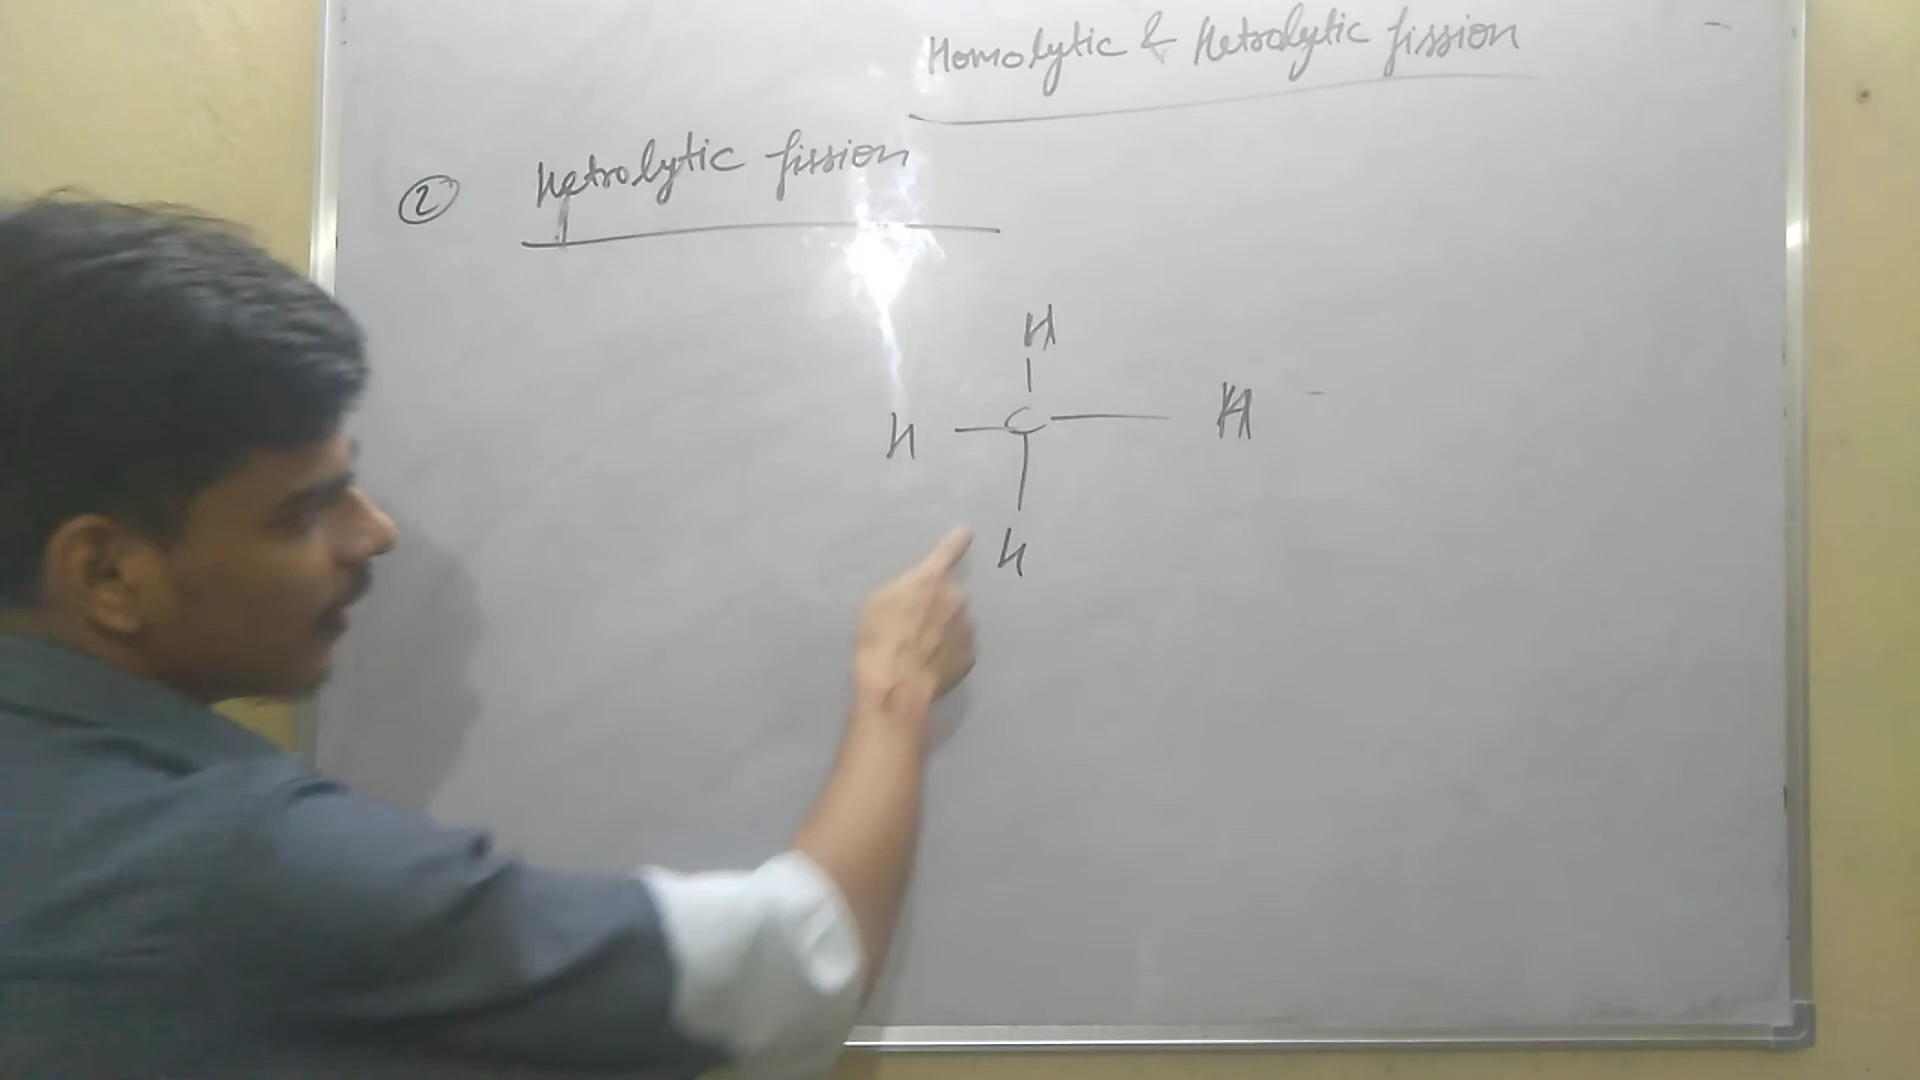 Homolytic & Hetrolytic fission
② Hetrolytic fission
H
H — C — H
H